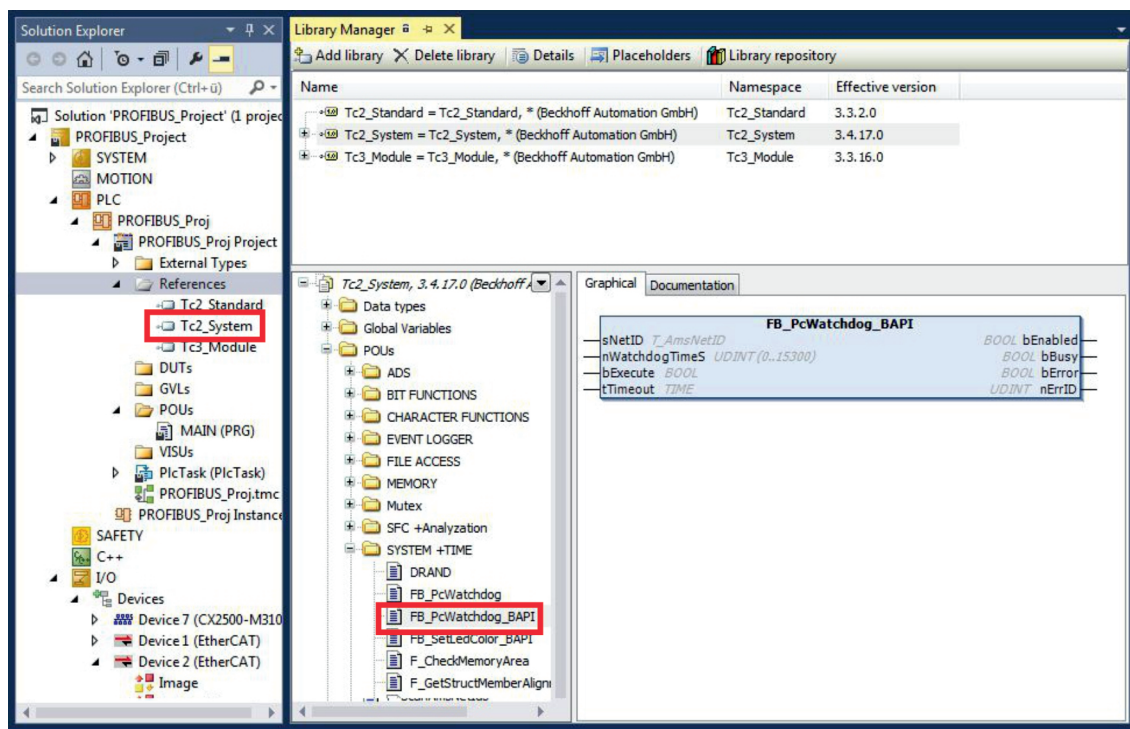 Solution Explorer
Search Solution Explorer (Ctrl+ü)
Solution 'PROFIBUS_Project' (1 projec
PROFIBUS_Project
SYSTEM
MOTION
PLC
PROFIBUS_Proj
PROFIBUS_Proj Project
External Types
References
Tc2_Standard
Tc2_System
Tc3_Module
DUTs
GVLs
POUs
MAIN (PRG)
VISUs
PlcTask (PlcTask)
PROFIBUS_Proj.tmc
PROFIBUS_Proj Instance
SAFETY
C++
I/O
Devices
Device 7 (CX2500-M310
Device 1 (EtherCAT)
Device 2 (EtherCAT)
Image
Library Manager
Add library Delete library Details Placeholders Library repository
Name Namespace Effective version
Tc2_Standard = Tc2_Standard, * (Beckhoff Automation GmbH) Tc2_Standard 3.3.2.0
Tc2_System = Tc2_System, * (Beckhoff Automation GmbH) Tc2_System 3.4.17.0
Tc3_Module = Tc3_Module, * (Beckhoff Automation GmbH) Tc3_Module 3.3.16.0
Tc2_System, 3.4.17.0 (Beckhoff A
Data types
Global Variables
POUs
ADS
BIT FUNCTIONS
CHARACTER FUNCTIONS
EVENT LOGGER
FILE ACCESS
MEMORY
Mutex
SFC +Analyzation
SYSTEM +TIME
DRAND
FB_PcWatchdog
FB_PcWatchdog_BAPI
FB_SetLedColor_BAPI
F_CheckMemoryArea
F_GetStructMemberAlignm
Graphical Documentation
FB_PcWatchdog_BAPI
sNetID T_AmsNetID BOOL bEnabled
nWatchdogTimeS UDINT (0..15300) BOOL bBusy
bExecute BOOL BOOL bError
tTimeout TIME UDINT nErrID